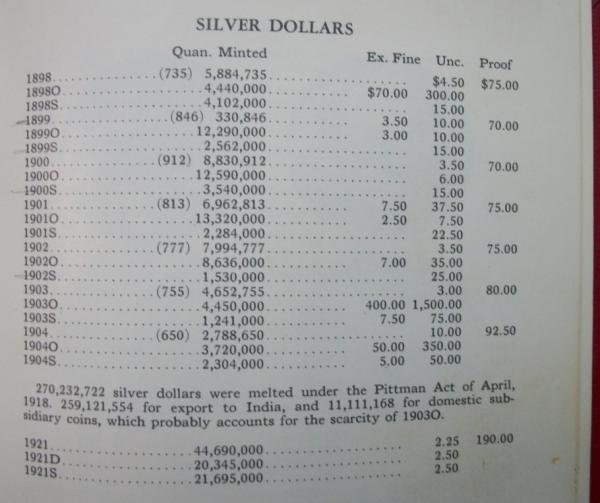 SILVER DOLLARS
Quan. Minted Ex. Fine Unc. Proof
1898 (735) 5,884,735 $4.50 $75.00
1898O 4,440,000 $70.00 300.00
1898S 4,102,000 15.00
1899 (846) 330,846 3.50 10.00 70.00
1899O 12,290,000 3.00 10.00
1899S 2,562,000 15.00
1900 (912) 8,830,912 3.50 70.00
1900O 12,590,000 6.00
1900S 3,540,000 15.00
1901 (813) 6,962,813 7.50 37.50 75.00
1901O 13,320,000 2.50 7.50
1901S 2,284,000 22.50
1902 (777) 7,994,777 3.50 75.00
1902O 8,636,000 7.00 35.00
1902S 1,530,000 25.00
1903 (755) 4,652,755 3.00 80.00
1903O 4,450,000 400.00 1,500.00
1903S 1,241,000 7.50 75.00
1904 (650) 2,788,650 10.00 92.50
1904O 3,720,000 50.00 350.00
1904S 2,304,000 5.00 50.00
270,232,722 silver dollars were melted under the Pittman Act of April,
1918. 259,121,554 for export to India, and 11,111,168 for domestic sub-
sidiary coins, which probably accounts for the scarcity of 1903O.
1921 44,690,000 2.25 190.00
1921D 20,345,000 2.50
1921S 21,695,000 2.50